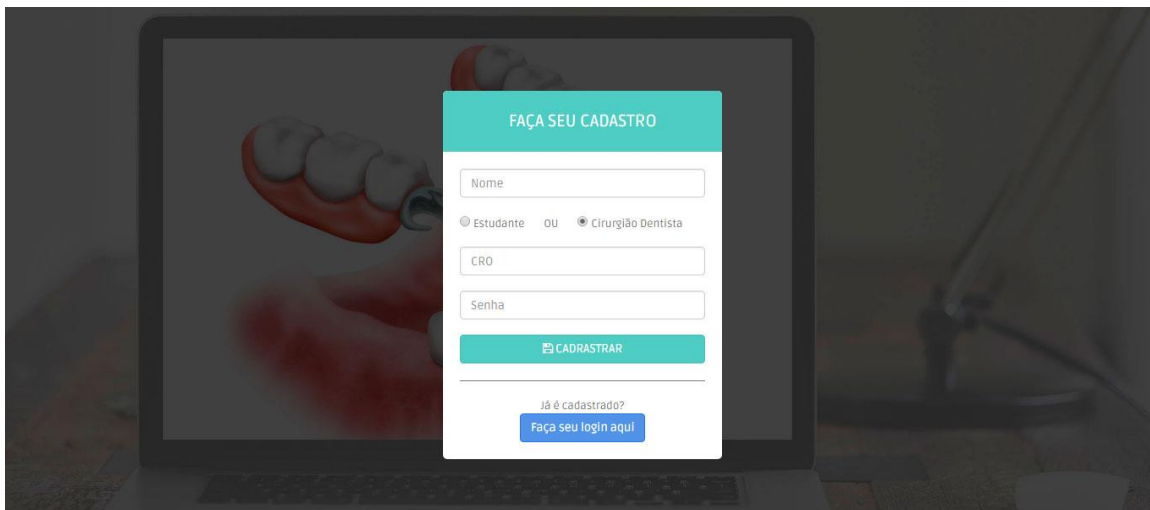 FAÇA SEU CADASTRO
Nome
Estudante OU Cirurgião Dentista
CRO
Senha
CADRASTRAR
Já é cadastrado?
Faça seu login aqui